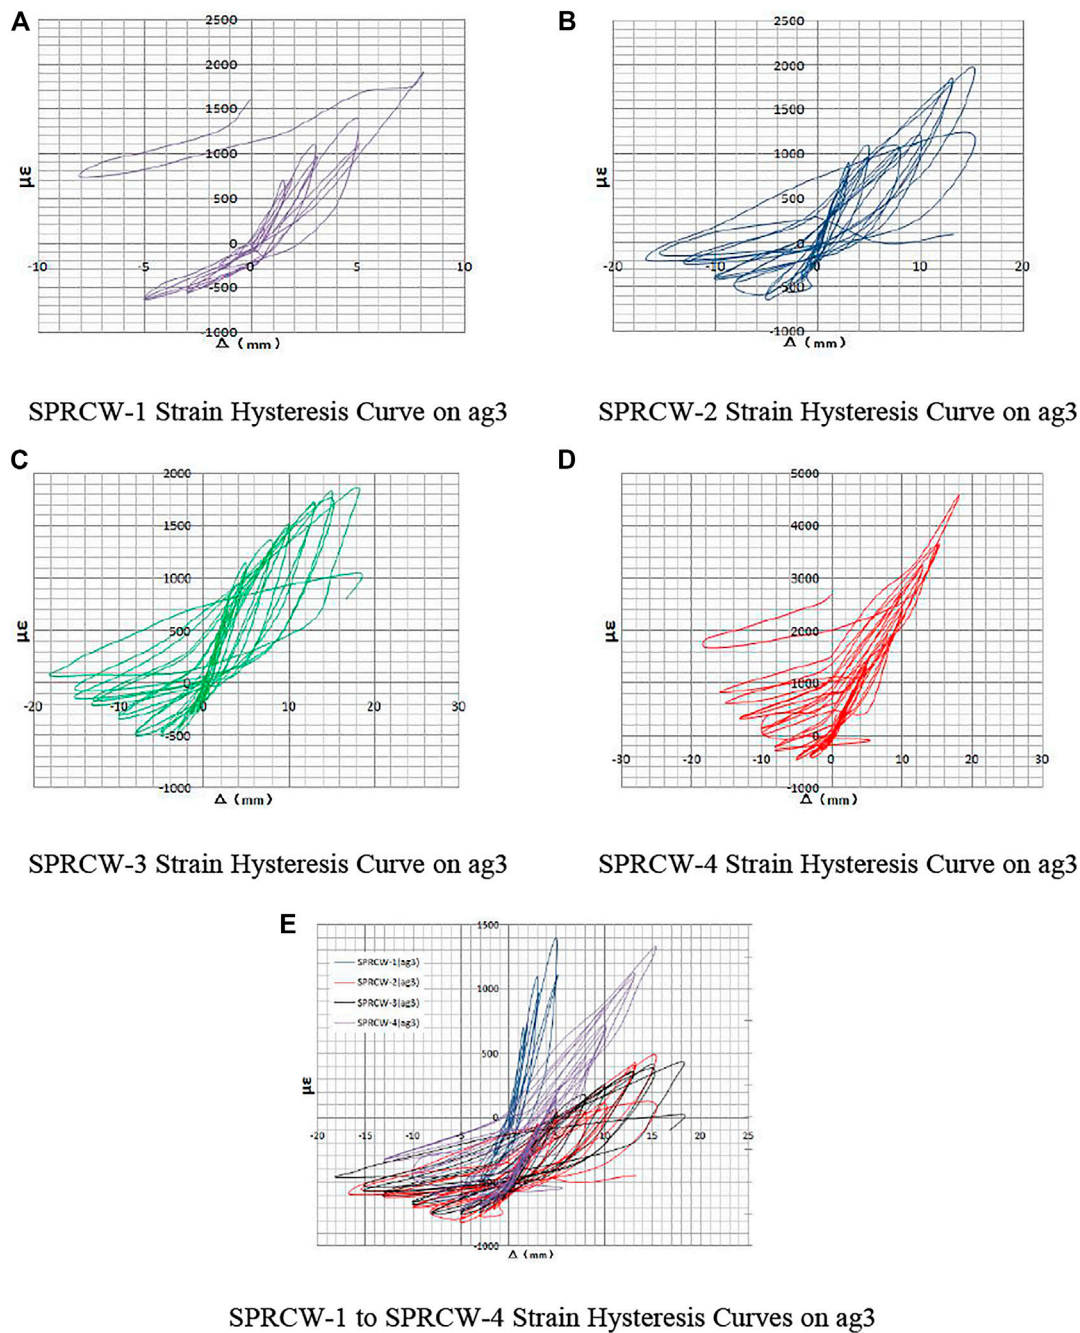 A
2500
2000
1500
1000
500
0
-500
-1000
-10
-5
0
5
10
με
Δ (mm)
SPRCW-1 Strain Hysteresis Curve on ag3
B
2500
2000
1500
1000
500
0
-500
-1000
-20
-10
0
10
20
με
Δ (mm)
SPRCW-2 Strain Hysteresis Curve on ag3
C
2000
1500
1000
500
0
-500
-1000
-20
-10
0
10
20
30
με
Δ (mm)
SPRCW-3 Strain Hysteresis Curve on ag3
D
5000
4000
3000
2000
1000
0
-1000
-30
-20
-10
0
10
20
30
με
Δ (mm)
SPRCW-4 Strain Hysteresis Curve on ag3
E
1500
1000
500
0
-500
-1000
-20
-15
-10
-5
10
15
20
25
με
SPRCW-1(ag3)
SPRCW-2(ag3)
SPRCW-3(ag3)
SPRCW-4(ag3)
Δ (mm)
SPRCW-1 to SPRCW-4 Strain Hysteresis Curves on ag3